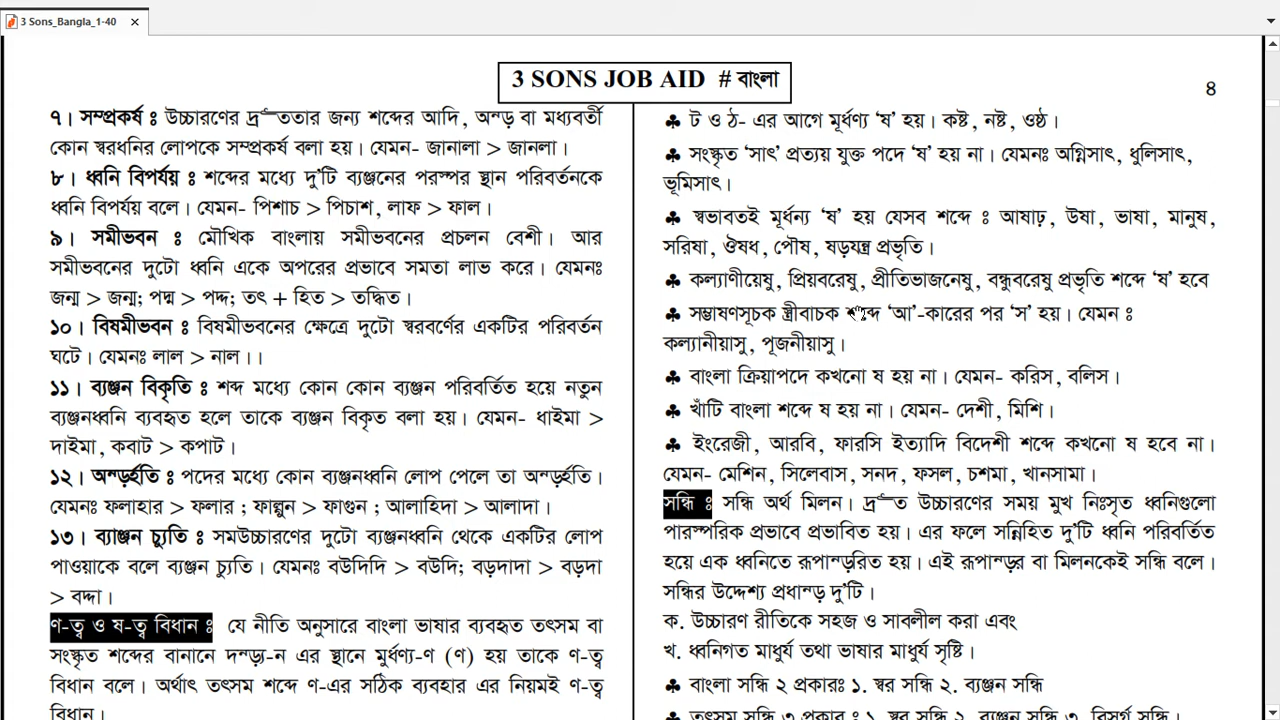 3 Sons_Bangla_1-40
3 SONS JOB AID # বাংলা
৪
৭। সম্প্রকর্ষ ঃ উচ্চারণের দ্রুততার জন্য শব্দের আদি, অন্ড় বা মধ্যবর্তী
কোন স্বরধ্বনির লোপকে সম্প্রকর্ষ বলা হয়। যেমন- জানালা > জানলা।
৮। ধ্বনি বিপর্যয় ঃ শব্দের মধ্যে দু’টি ব্যঞ্জনের পরস্পর স্থান পরিবর্তনকে
ধ্বনি বিপর্যয় বলে। যেমন- পিশাচ > পিচাশ, লাফ > ফাল।
৯। সমীভবন ঃ মৌখিক বাংলায় সমীভবনের প্রচলন বেশী। আর
সমীভবনের দুটো ধ্বনি একে অপরের প্রভাবে সমতা লাভ করে। যেমনঃ
জন্ম > জন্ম; পদ্ম > পদ্দ; তৎ + হিত > তদ্ধিত।
১০। বিষমীভবন ঃ বিষমীভবনের ক্ষেত্রে দুটো স্বরবর্ণের একটির পরিবর্তন
ঘটে। যেমনঃ লাল > নাল।।
১১। ব্যঞ্জন বিকৃতি ঃ শব্দ মধ্যে কোন কোন ব্যঞ্জন পরিবর্তিত হয়ে নতুন
ব্যঞ্জনধ্বনি ব্যবহৃত হলে তাকে ব্যঞ্জন বিকৃত বলা হয়। যেমন- ধাইমা >
দাইমা, কবাট > কপাট।
১২। অন্ড়র্হতি ঃ পদের মধ্যে কোন ব্যঞ্জনধ্বনি লোপ পেলে তা অন্ড়র্হতি।
যেমনঃ ফলাহার > ফলার ; ফাল্গুন > ফাগুন ; আলাহিদা > আলাদা।
১৩। ব্যাঞ্জন চ্যুতি ঃ সমউচ্চারণের দুটো ব্যঞ্জনধ্বনি থেকে একটির লোপ
পাওয়াকে বলে ব্যঞ্জন চ্যুতি। যেমনঃ বউদিদি > বউদি; বড়দাদা > বড়দা
> বদ্দা।
ণ-ত্ব ও ষ-ত্ব বিধান ঃ যে নীতি অনুসারে বাংলা ভাষার ব্যবহৃত তৎসম বা
সংস্কৃত শব্দের বানানে দন্ড়্য-ন এর স্থানে মুর্ধণ্য-ণ (ণ) হয় তাকে ণ-ত্ব
বিধান বলে। অর্থাৎ তৎসম শব্দে ণ-এর সঠিক ব্যবহার এর নিয়মই ণ-ত্ব
বিধান।
♣ ট ও ঠ- এর আগে মূর্ধণ্য ‘ষ’ হয়। কষ্ট, নষ্ট, ওষ্ঠ।
♣ সংস্কৃত ‘সাৎ’ প্রত্যয় যুক্ত পদে ‘ষ’ হয় না। যেমনঃ অগ্নিসাৎ, ধুলিসাৎ,
ভূমিসাৎ।
♣ স্বভাবতই মূর্ধন্য ‘ষ’ হয় যেসব শব্দে ঃ আষাঢ়, উষা, ভাষা, মানুষ,
সরিষা, ঔষধ, পৌষ, ষড়যন্ত্র প্রভৃতি।
♣ কল্যাণীয়েষু, প্রিয়বরেষু, প্রীতিভাজনেষু, বন্ধুবরেষু প্রভৃতি শব্দে ‘ষ’ হবে
♣ সম্ভাষণসূচক স্ত্রীবাচক শব্দে ‘আ’-কারের পর ‘স’ হয়। যেমন ঃ
কল্যানীয়াসু, পূজনীয়াসু।
♣ বাংলা ক্রিয়াপদে কখনো ষ হয় না। যেমন- করিস, বলিস।
♣ খাঁটি বাংলা শব্দে ষ হয় না। যেমন- দেশী, মিশি।
♣ ইংরেজী, আরবি, ফারসি ইত্যাদি বিদেশী শব্দে কখনো ষ হবে না।
যেমন- মেশিন, সিলেবাস, সনদ, ফসল, চশমা, খানসামা।
সন্ধি ঃ সন্ধি অর্থ মিলন। দ্রুত উচ্চারণের সময় মুখ নিঃসৃত ধ্বনিগুলো
পারস্পরিক প্রভাবে প্রভাবিত হয়। এর ফলে সন্নিহিত দু’টি ধ্বনি পরিবর্তিত
হয়ে এক ধ্বনিতে রূপান্ড়রিত হয়। এই রূপান্ড়র বা মিলনকেই সন্ধি বলে।
সন্ধির উদ্দেশ্য প্রধান্ড় দু’টি।
ক. উচ্চারণ রীতিকে সহজ ও সাবলীল করা এবং
খ. ধ্বনিগত মাধুর্য তথা ভাষার মাধুর্য সৃষ্টি।
♣ বাংলা সন্ধি ২ প্রকারঃ ১. স্বর সন্ধি ২. ব্যঞ্জন সন্ধি
♣ তৎসম সন্ধি ৩ প্রকার ঃ ১. স্বর সন্ধি ২. ব্যঞ্জন সন্ধি ৩. বিসর্গ সন্ধি।